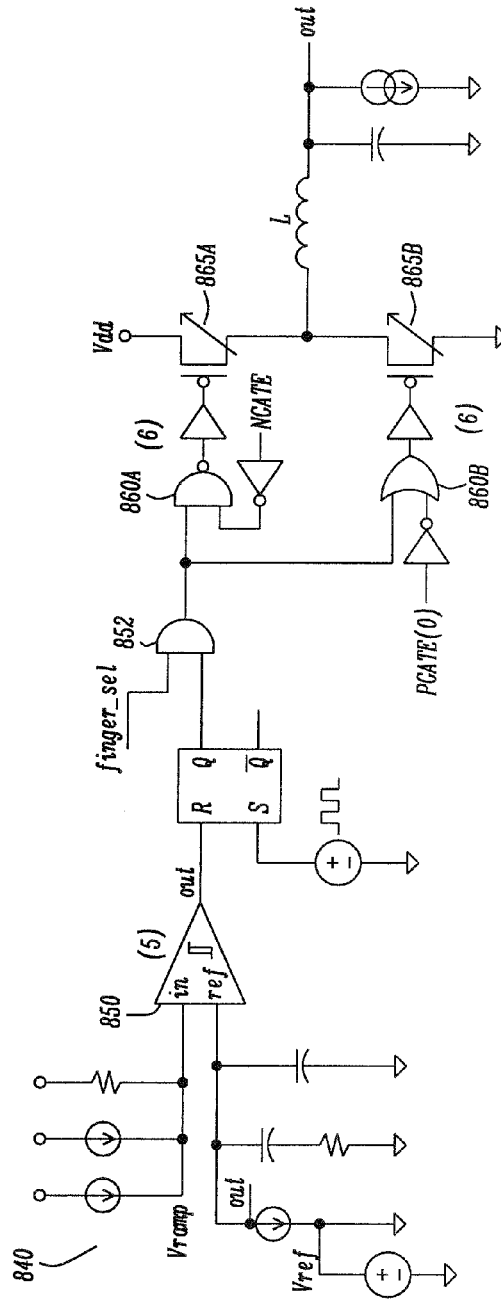 840
Vramp
Vref
out
850
in
ref
(5)
out
R
Q
S
Q
finger_sel
852
860A
(6)
NGATE
Vdd
865A
L
out
865B
(6)
860B
PGATE(0)
+
-
+
-